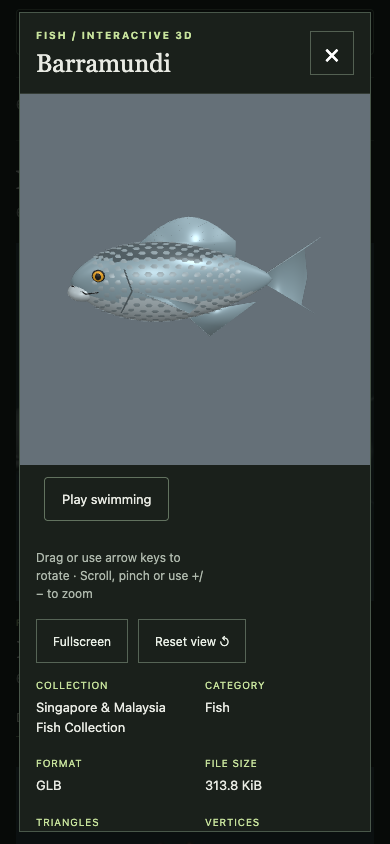 FISH / INTERACTIVE 3D
Barramundi
×
Play swimming
Drag or use arrow keys to
rotate · Scroll, pinch or use +/
− to zoom
Fullscreen
Reset view ↺
COLLECTION
Singapore & Malaysia
Fish Collection
CATEGORY
Fish
FORMAT
GLB
FILE SIZE
313.8 KiB
TRIANGLES
VERTICES